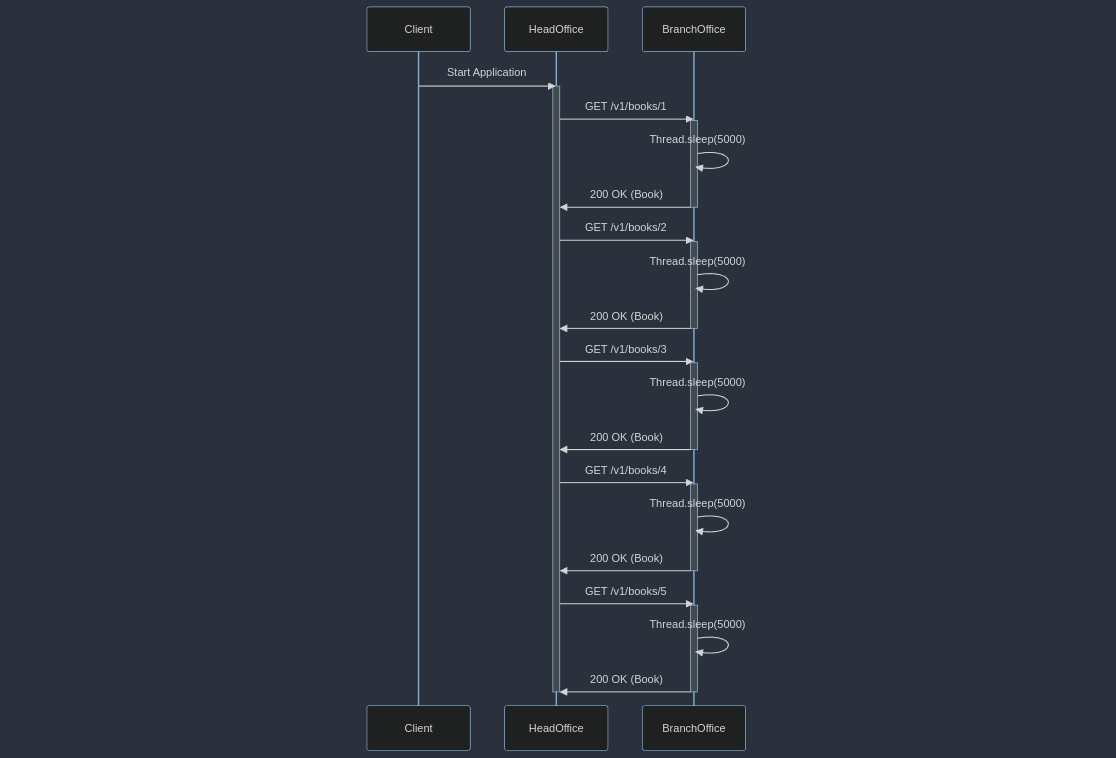 Client
HeadOffice
BranchOffice
Start Application
GET /v1/books/1
Thread.sleep(5000)
200 OK (Book)
GET /v1/books/2
Thread.sleep(5000)
200 OK (Book)
GET /v1/books/3
Thread.sleep(5000)
200 OK (Book)
GET /v1/books/4
Thread.sleep(5000)
200 OK (Book)
GET /v1/books/5
Thread.sleep(5000)
200 OK (Book)
Client
HeadOffice
BranchOffice